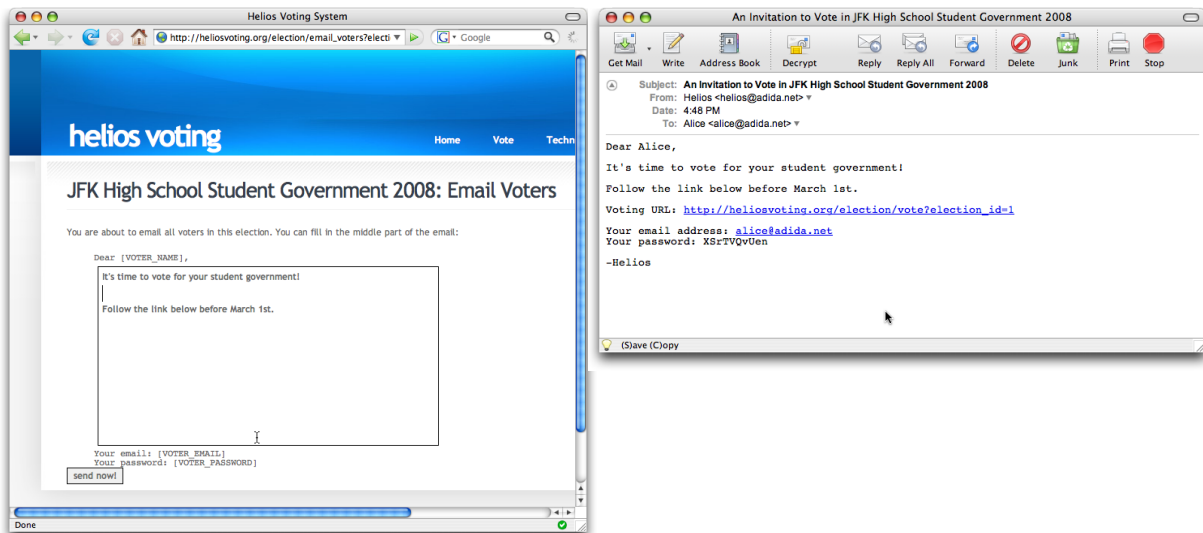 Helios Voting System
http://heliosvoting.org/election/email_voters?electi
G Google
helios voting
Home Vote Techn
JFK High School Student Government 2008: Email Voters
You are about to email all voters in this election. You can fill in the middle part of the email:
Dear [VOTER_NAME],
It's time to vote for your student government!
Follow the link below before March 1st.
Your email: [VOTER_EMAIL]
Your password: [VOTER_PASSWORD]
send now!
Done
An Invitation to Vote in JFK High School Student Government 2008
Get Mail Write Address Book Decrypt Reply Reply All Forward Delete Junk Print Stop
Subject: An Invitation to Vote in JFK High School Student Government 2008
From: Helios <helios@adida.net>
Date: 4:48 PM
To: Alice <alice@adida.net>
Dear Alice,
It's time to vote for your student government!
Follow the link below before March 1st.
Voting URL: http://heliosvoting.org/election/vote?election_id=1
Your email address: alice@adida.net
Your password: XSrTVQvUen
-Helios
(S)ave (C)opy